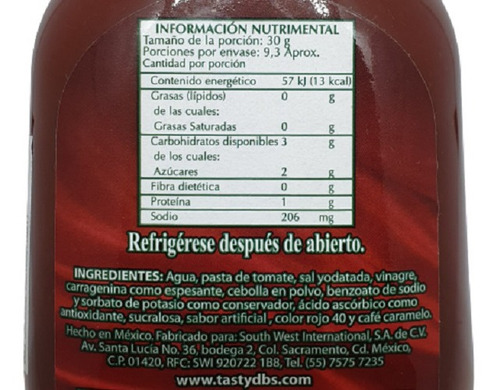 INFORMACIÓN NUTRIMENTAL
Tamaño de la porción: 30 g
Porciones por envase: 9,3 Aprox.
Cantidad por porción
Contenido energético 57 kJ (13 kcal)
Grasas (lípidos) 0 g
de las cuales:
Grasas Saturadas 0 g
Carbohidratos disponibles 3 g
de los cuales:
Azúcares 2 g
Fibra dietética 0 g
Proteína 1 g
Sodio 206 mg
Refrigérese después de abierto.
INGREDIENTES: Agua, pasta de tomate, sal yodatada, vinagre,
carragenina como espesante, cebolla en polvo, benzoato de sodio
y sorbato de potasio como conservador, ácido ascórbico como
antioxidante, sucralosa, sabor artificial, color rojo 40 y café caramelo.
Hecho en México. Fabricado para: South West International, S.A. de C.V.
Av. Santa Lucía No. 36, bodega 2, Col. Sacramento, Cd. México,
C.P. 01420, RFC: SWI 920722 1B8, Tel. (55) 7575 7235
www.tastydbs.com